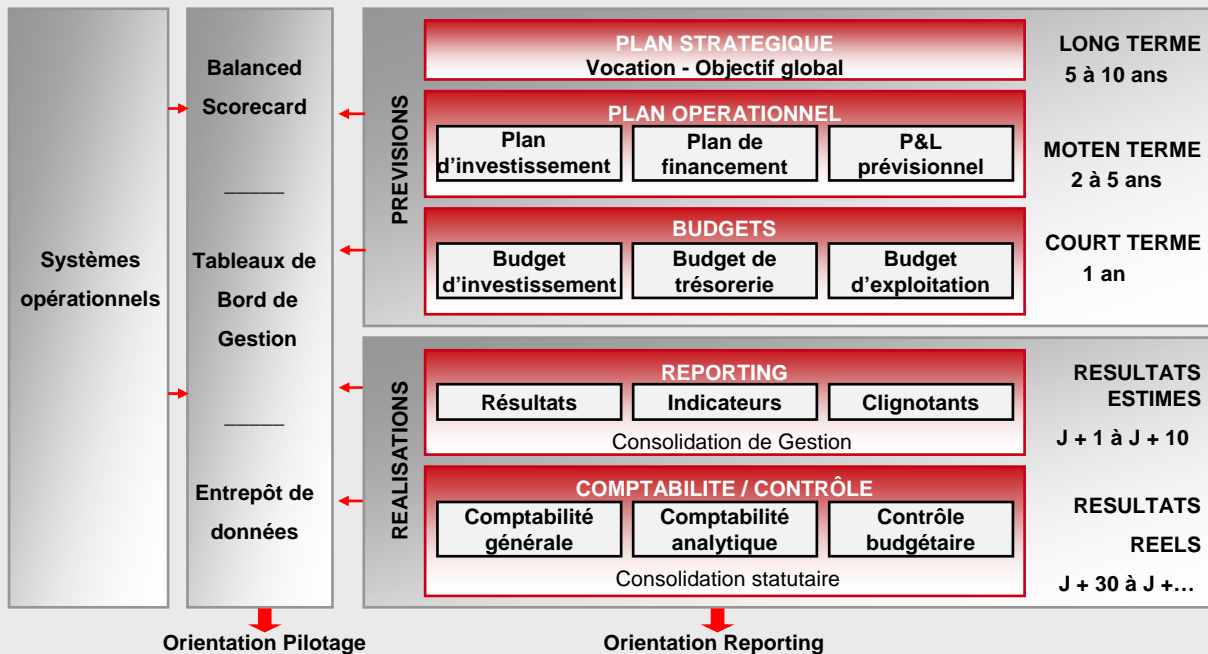 Systèmes
opérationnels
Balanced
Scorecard
_____
Tableaux de
Bord de
Gestion
_____
Entrepôt de
données
PREVISIONS
PLAN STRATEGIQUE
Vocation - Objectif global
LONG TERME
5 à 10 ans
PLAN OPERATIONNEL
Plan
d'investissement
Plan de
financement
P&L
prévisionnel
MOTEN TERME
2 à 5 ans
BUDGETS
Budget
d'investissement
Budget de
trésorerie
Budget
d'exploitation
COURT TERME
1 an
REALISATIONS
REPORTING
Résultats
Indicateurs
Clignotants
Consolidation de Gestion
RESULTATS
ESTIMES
J + 1 à J + 10
COMPTABILITE / CONTRÔLE
Comptabilité
générale
Comptabilité
analytique
Contrôle
budgétaire
Consolidation statutaire
RESULTATS
REELS
J + 30 à J +…
Orientation Pilotage
Orientation Reporting